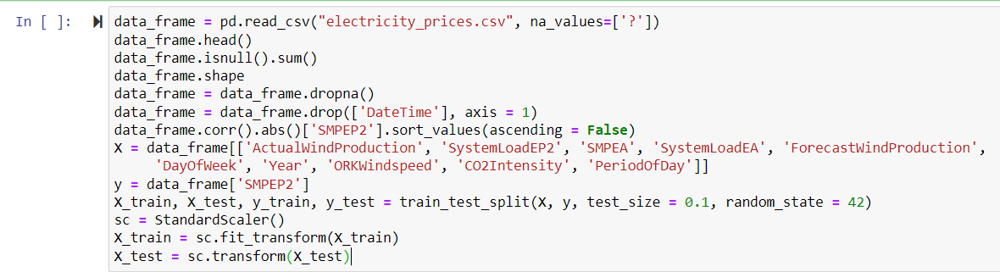 In [ ]: data_frame = pd.read_csv("electricity_prices.csv", na_values=['?'])
data_frame.head()
data_frame.isnull().sum()
data_frame.shape
data_frame = data_frame.dropna()
data_frame = data_frame.drop(['DateTime'], axis = 1)
data_frame.corr().abs()['SMPEP2'].sort_values(ascending = False)
X = data_frame[['ActualWindProduction', 'SystemLoadEP2', 'SMPEA', 'SystemLoadEA', 'ForecastWindProduction',
'DayOfWeek', 'Year', 'ORKWindspeed', 'CO2Intensity', 'PeriodOfDay']]
y = data_frame['SMPEP2']
X_train, X_test, y_train, y_test = train_test_split(X, y, test_size = 0.1, random_state = 42)
sc = StandardScaler()
X_train = sc.fit_transform(X_train)
X_test = sc.transform(X_test)